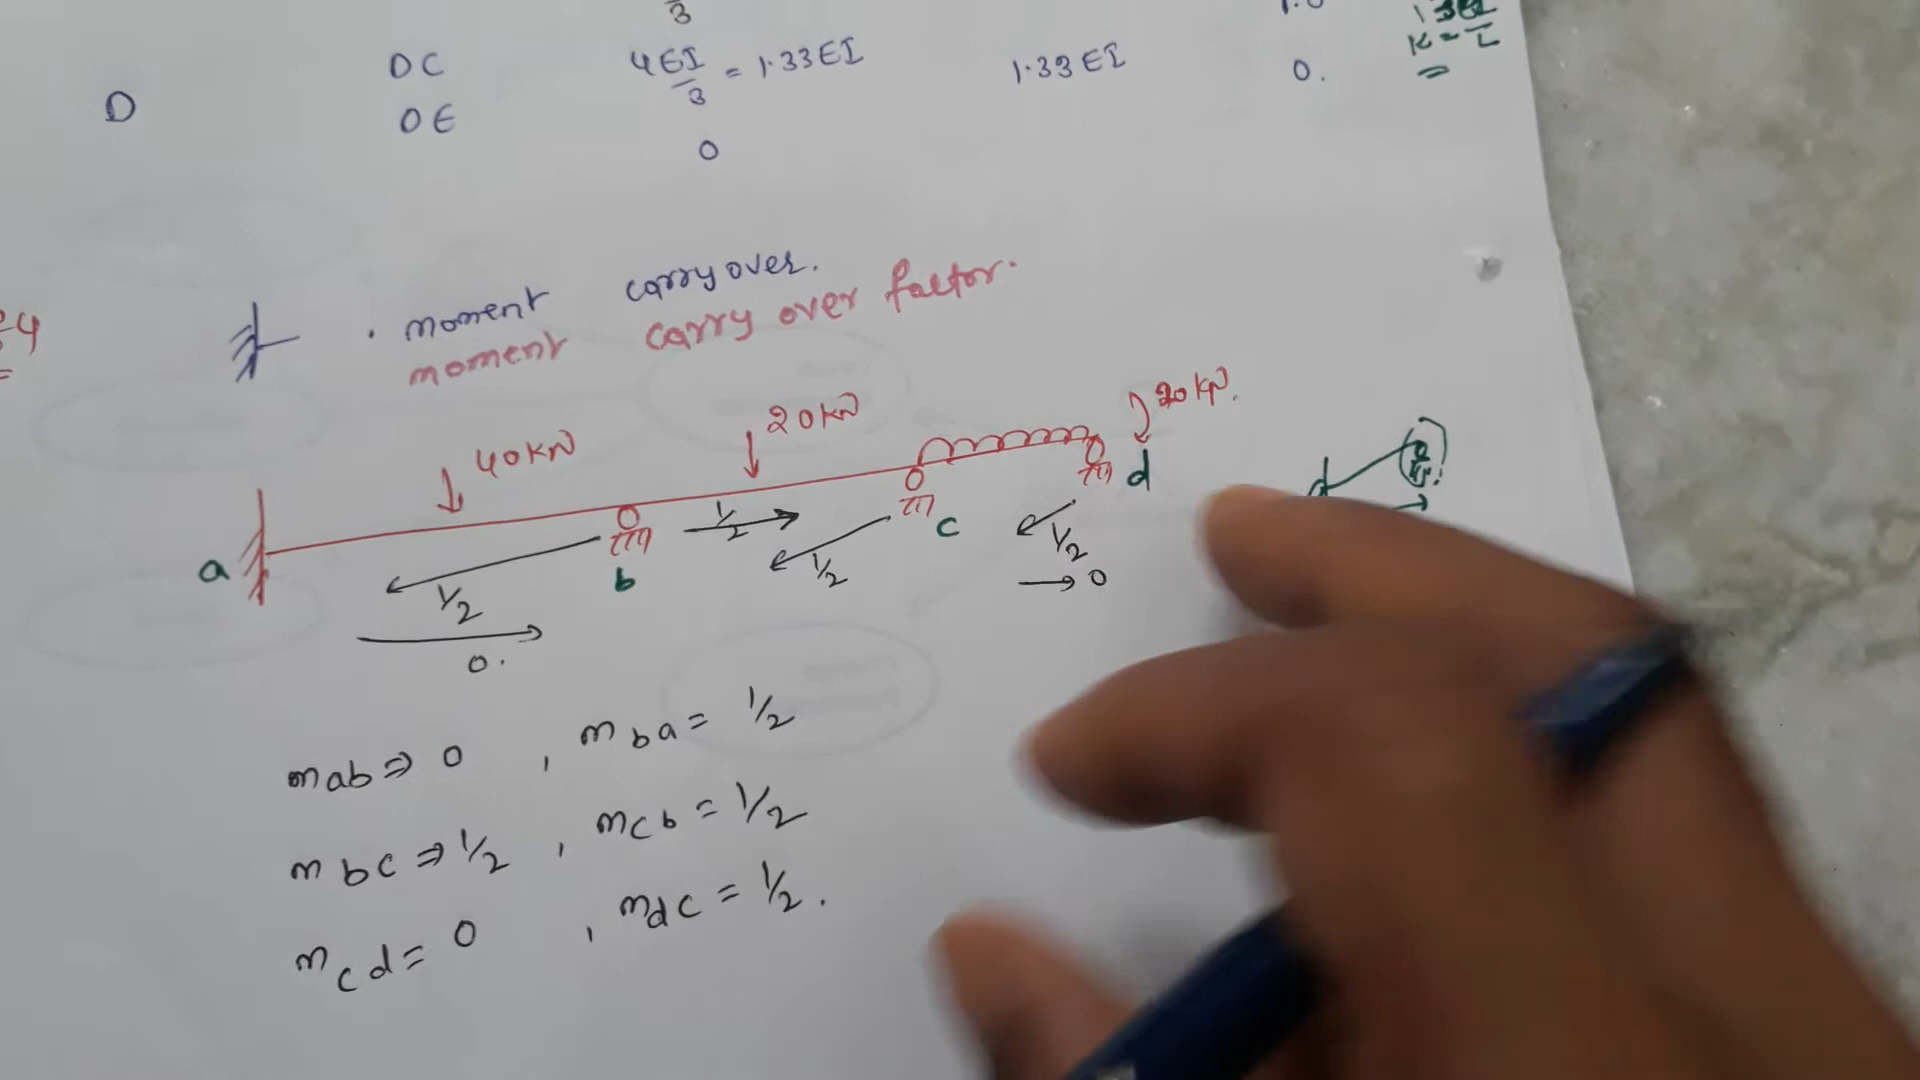 3
DC 4EI/3 = 1.33EI 1.33EI 0.
D
DE 0
K = I/L
. moment carryover.
moment carry over factor.
40KN 20KN 20KN.
a b c d
1/2 1/2 1/2 1/2
0. → 0
mab ⇒ 0 , mba = 1/2
mbc ⇒ 1/2 , mcb = 1/2
mcd = 0 , mdc = 1/2.